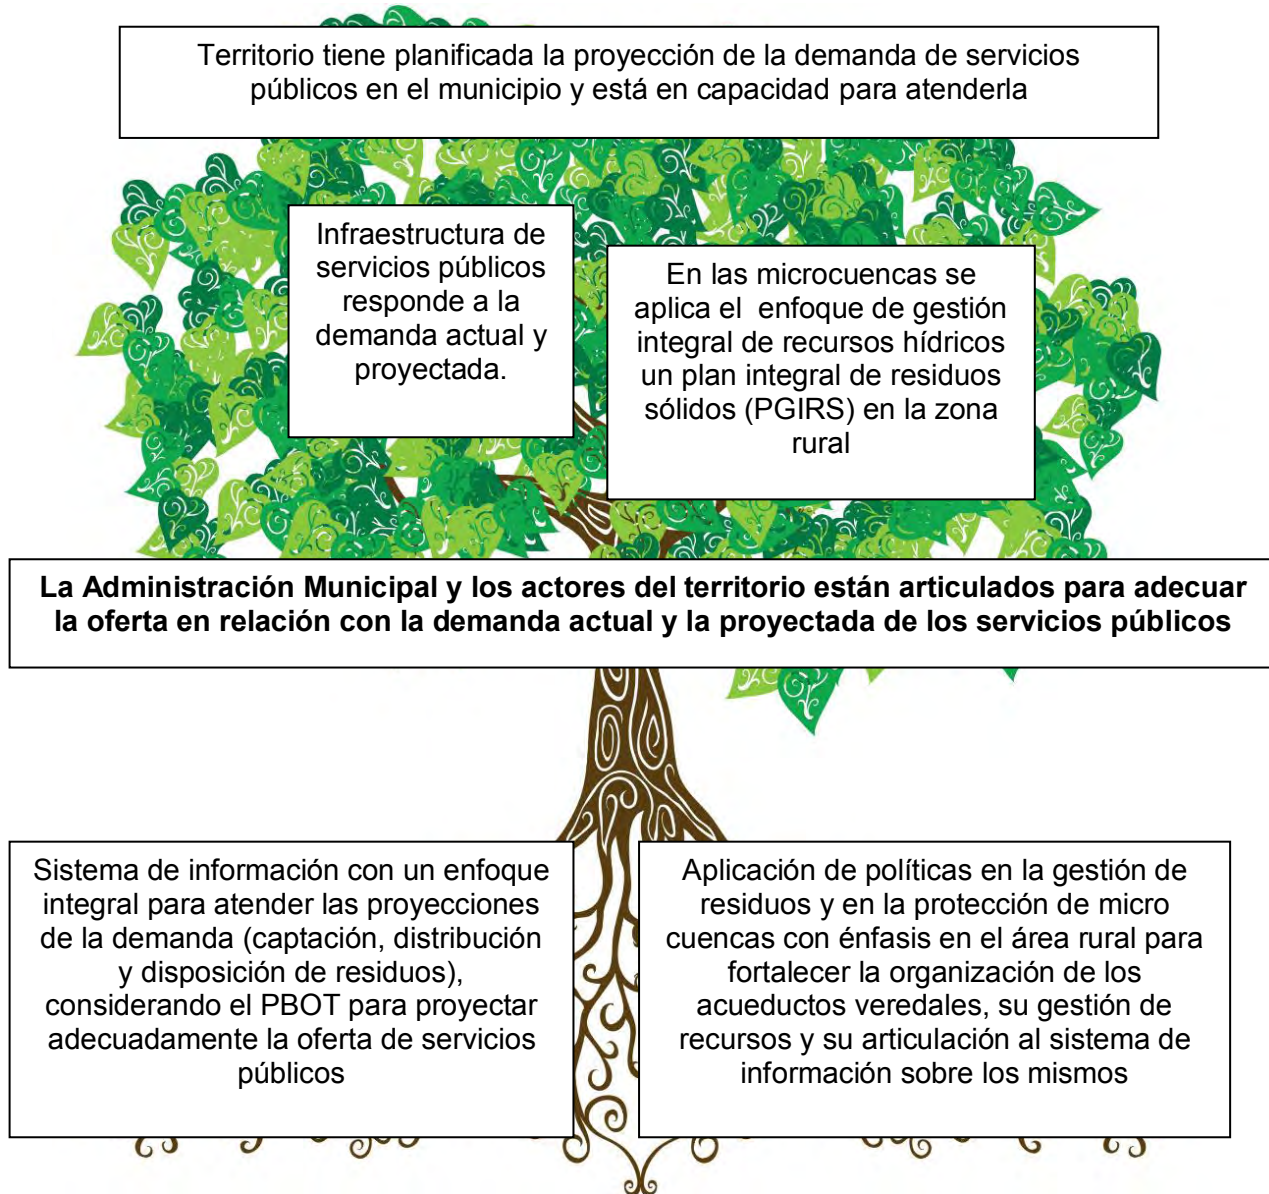 Territorio tiene planificada la proyección de la demanda de servicios
públicos en el municipio y está en capacidad para atenderla
Infraestructura de
servicios públicos
responde a la
demanda actual y
proyectada.
En las microcuencas se
aplica el  enfoque de gestión
integral de recursos hídricos
un plan integral de residuos
sólidos (PGIRS) en la zona
rural
La Administración Municipal y los actores del territorio están articulados para adecuar
la oferta en relación con la demanda actual y la proyectada de los servicios públicos
Sistema de información con un enfoque
integral para atender las proyecciones
de la demanda (captación, distribución
y disposición de residuos),
considerando el PBOT para proyectar
adecuadamente la oferta de servicios
públicos
Aplicación de políticas en la gestión de
residuos y en la protección de micro
cuencas con énfasis en el área rural para
fortalecer la organización de los
acueductos veredales, su gestión de
recursos y su articulación al sistema de
información sobre los mismos